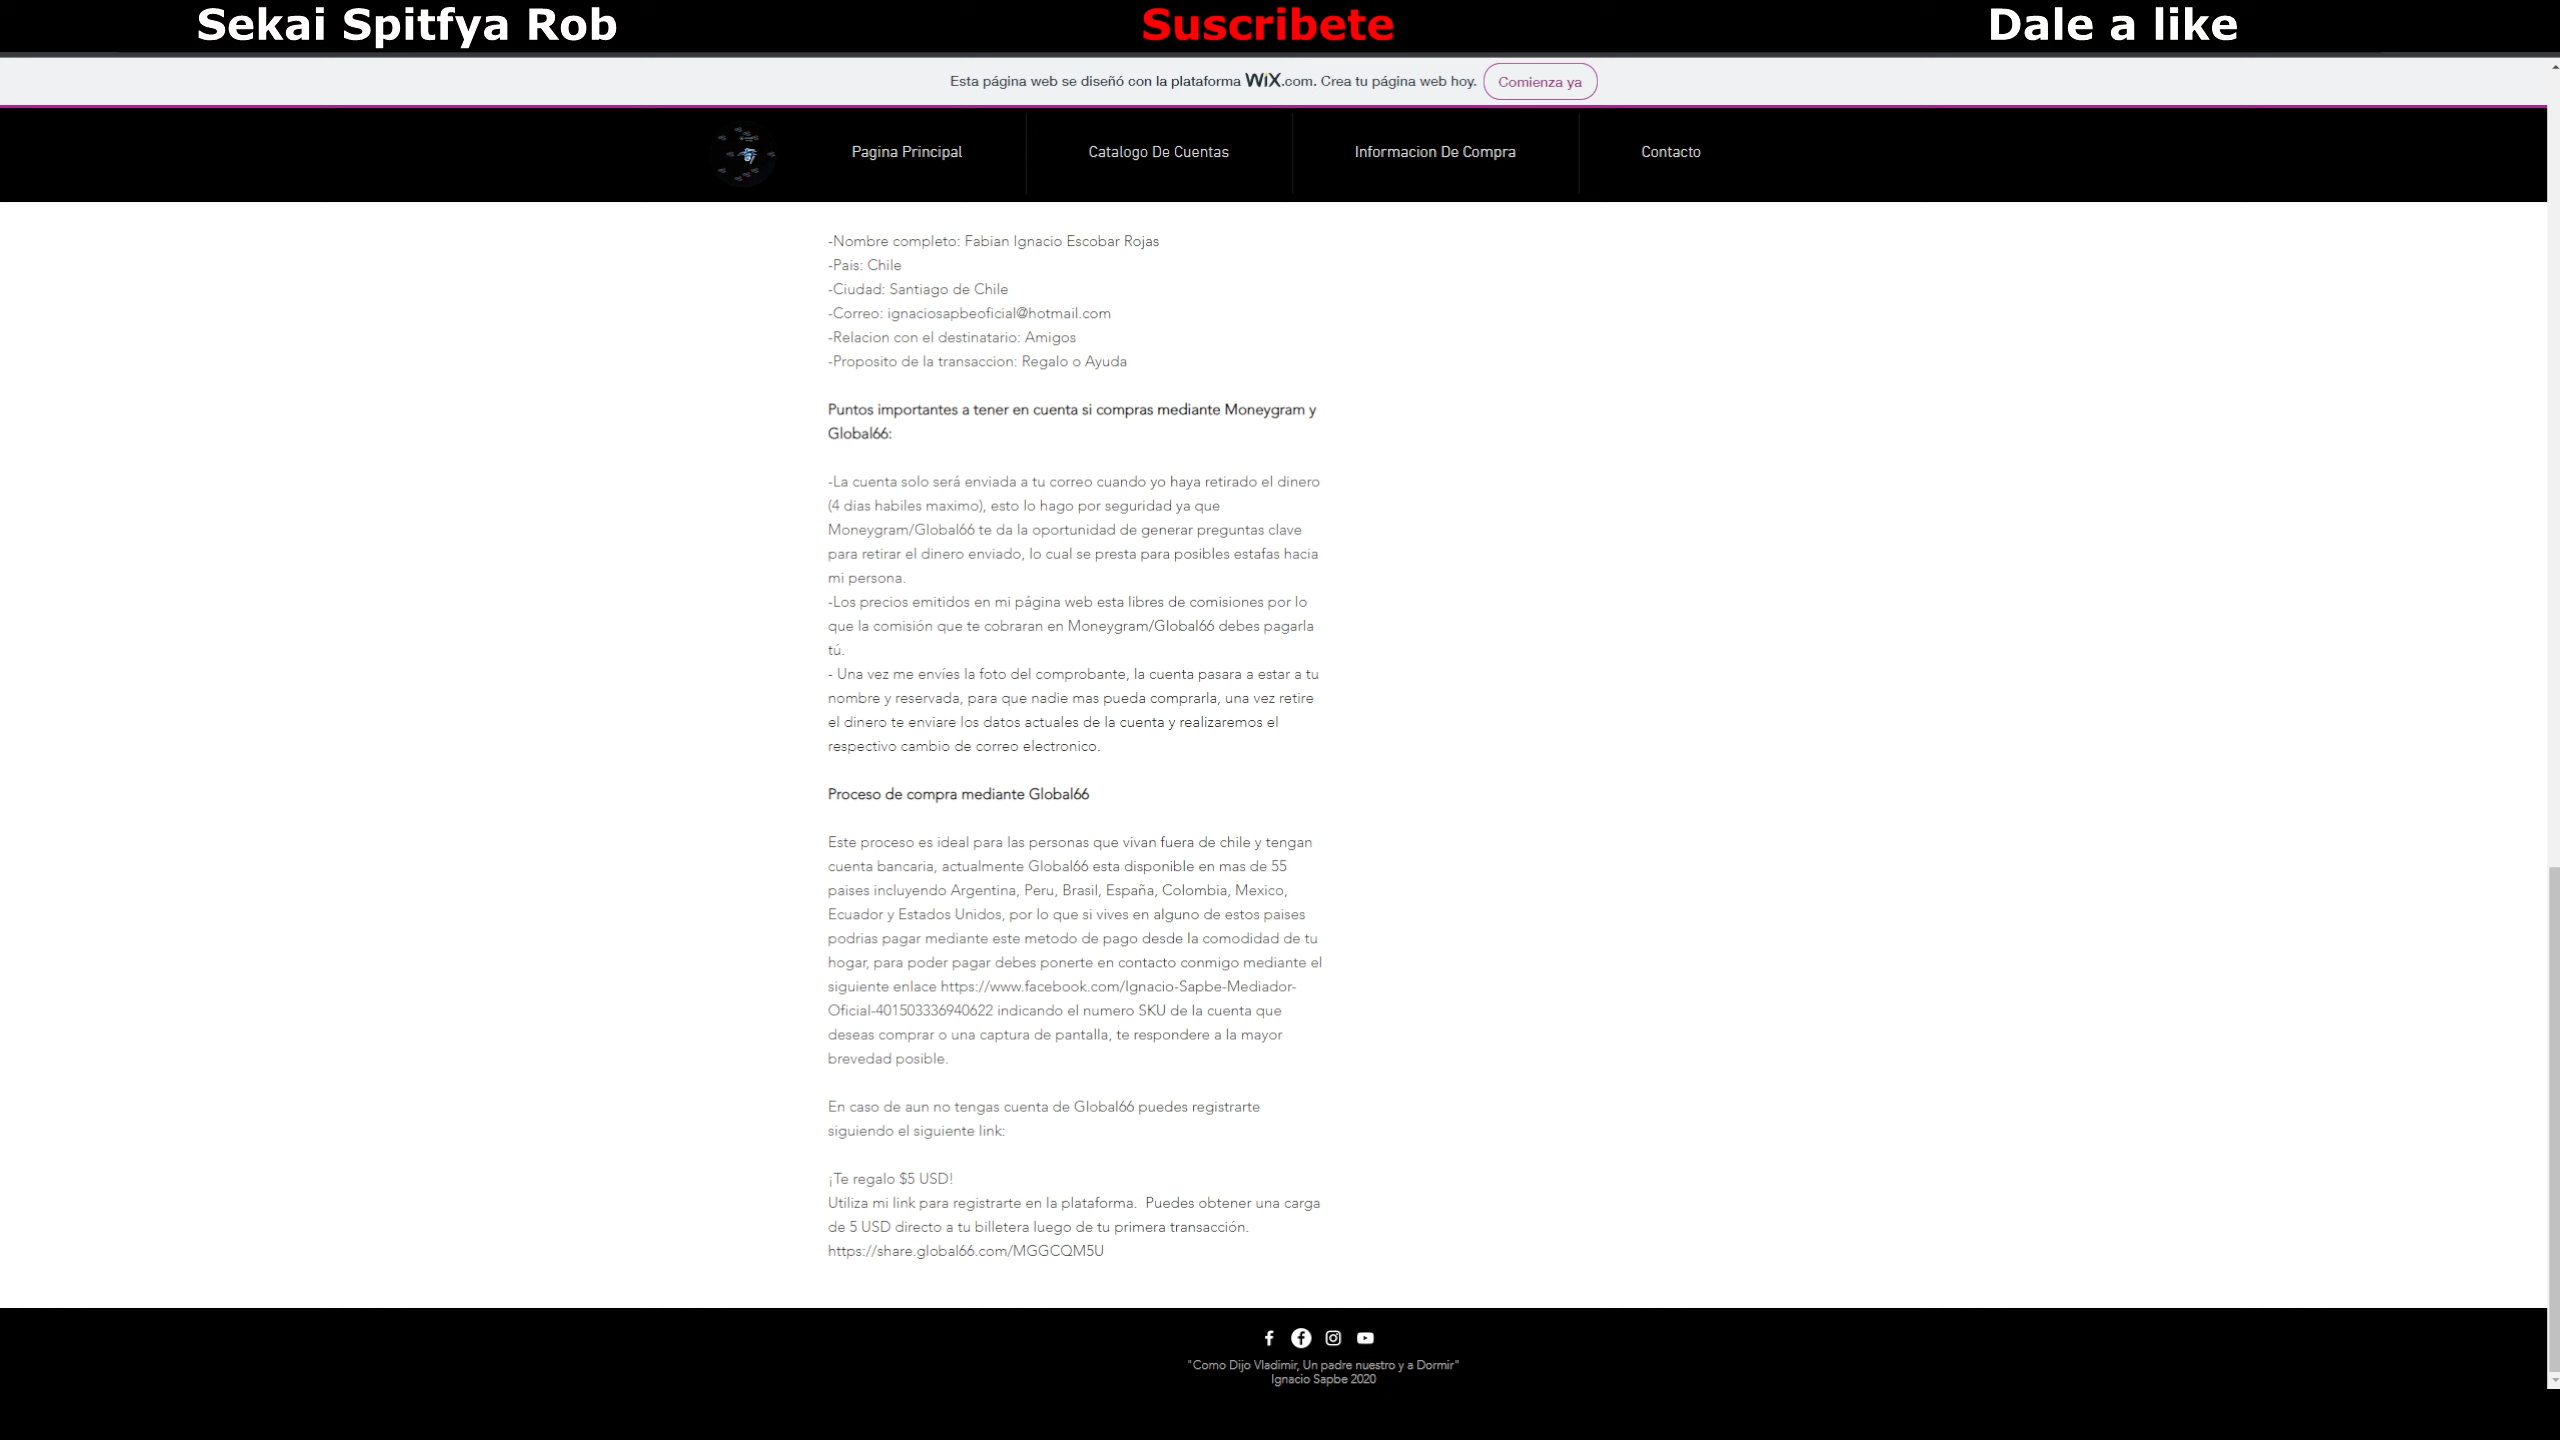 Sekai Spitfya Rob
Suscribete
Dale a like
Esta página web se diseñó con la plataforma WiX.com. Crea tu página web hoy.
Comienza ya
Pagina Principal
Catalogo De Cuentas
Informacion De Compra
Contacto
-Nombre completo: Fabian Ignacio Escobar Rojas
-Pais: Chile
-Ciudad: Santiago de Chile
-Correo: ignaciosapbeoficial@hotmail.com
-Relacion con el destinatario: Amigos
-Proposito de la transaccion: Regalo o Ayuda
Puntos importantes a tener en cuenta si compras mediante Moneygram y
Global66:
-La cuenta solo será enviada a tu correo cuando yo haya retirado el dinero
(4 dias habiles maximo), esto lo hago por seguridad ya que
Moneygram/Global66 te da la oportunidad de generar preguntas clave
para retirar el dinero enviado, lo cual se presta para posibles estafas hacia
mi persona.
-Los precios emitidos en mi página web esta libres de comisiones por lo
que la comisión que te cobraran en Moneygram/Global66 debes pagarla
tú.
- Una vez me envíes la foto del comprobante, la cuenta pasara a estar a tu
nombre y reservada, para que nadie mas pueda comprarla, una vez retire
el dinero te enviare los datos actuales de la cuenta y realizaremos el
respectivo cambio de correo electronico.
Proceso de compra mediante Global66
Este proceso es ideal para las personas que vivan fuera de chile y tengan
cuenta bancaria, actualmente Global66 esta disponible en mas de 55
paises incluyendo Argentina, Peru, Brasil, España, Colombia, Mexico,
Ecuador y Estados Unidos, por lo que si vives en alguno de estos paises
podrias pagar mediante este metodo de pago desde la comodidad de tu
hogar, para poder pagar debes ponerte en contacto conmigo mediante el
siguiente enlace https://www.facebook.com/Ignacio-Sapbe-Mediador-
Oficial-401503336940622 indicando el numero SKU de la cuenta que
deseas comprar o una captura de pantalla, te respondere a la mayor
brevedad posible.
En caso de aun no tengas cuenta de Global66 puedes registrarte
siguiendo el siguiente link:
¡Te regalo $5 USD!
Utiliza mi link para registrarte en la plataforma.  Puedes obtener una carga
de 5 USD directo a tu billetera luego de tu primera transacción.
https://share.global66.com/MGGCQM5U
"Como Dijo Vladimir, Un padre nuestro y a Dormir"
Ignacio Sapbe 2020